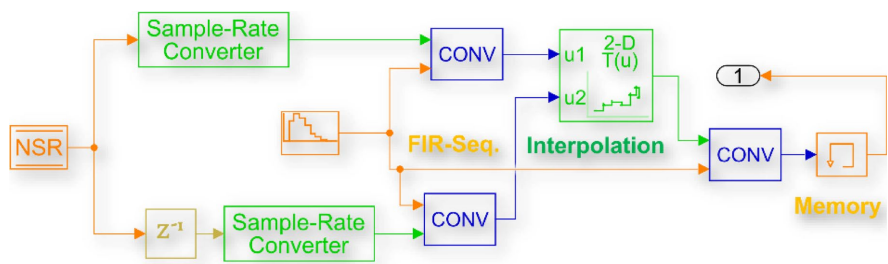 Sample-Rate
Converter
CONV
2-D
T(u)
u1
u2
1
NSR
FIR-Seq.
Interpolation
CONV
Memory
Z⁻¹
Sample-Rate
Converter
CONV